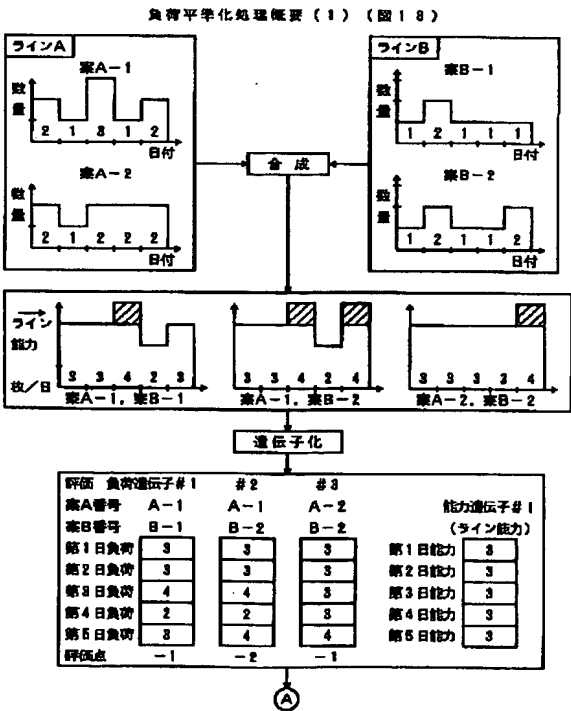 負荷平準化処理概要(1)(図18)
ラインA
案A-1
数量
2 1 3 1 2
日付
案A-2
数量
2 1 2 2 2
日付
ラインB
案B-1
数量
1 2 1 1 1
日付
案B-2
数量
1 2 1 1 2
日付
合成
ライン能力
枚/日
3 3 4 2 3
案A-1,案B-1
3 3 4 2 4
案A-1,案B-2
3 3 3 3 4
案A-2,案B-2
遺伝子化
評価 負荷遺伝子#1 #2 #3
案A番号 A-1 A-1 A-2
案B番号 B-1 B-2 B-2
第1日負荷 3 3 3
第2日負荷 3 3 3
第3日負荷 4 4 3
第4日負荷 2 2 3
第5日負荷 3 4 4
評価点 -1 -2 -1
能力遺伝子#1
(ライン能力)
第1日能力 3
第2日能力 3
第3日能力 3
第4日能力 3
第5日能力 3
A